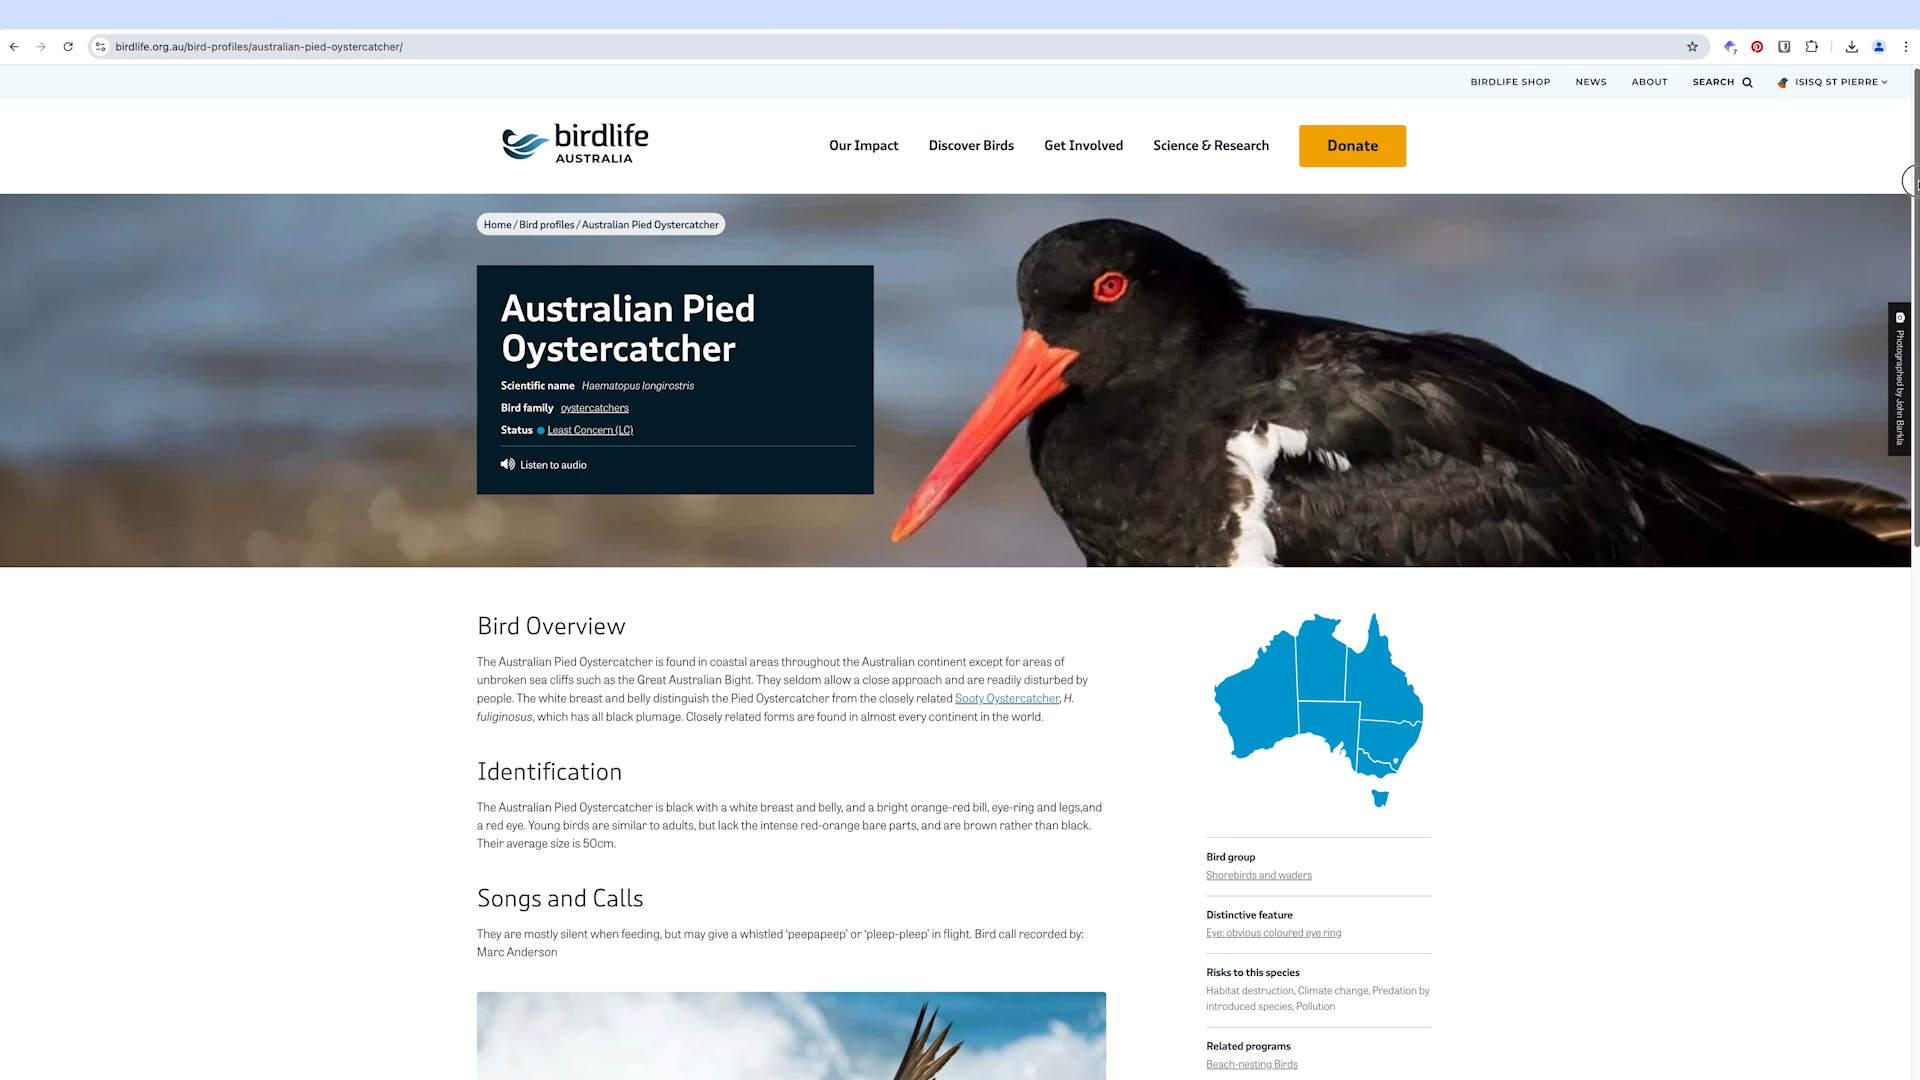 birdlife.org.au/bird-profiles/australian-pied-oystercatcher/
7
BIRDLIFE SHOP NEWS ABOUT SEARCH ISISQ ST PIERRE
birdlife
AUSTRALIA
Our Impact Discover Birds Get Involved Science & Research Donate
Home / Bird profiles / Australian Pied Oystercatcher
Australian Pied
Oystercatcher
Scientific name Haematopus longirostris
Bird family oystercatchers
Status Least Concern (LC)
Listen to audio
Photographed by John Barkla
Bird Overview
The Australian Pied Oystercatcher is found in coastal areas throughout the Australian continent except for areas of
unbroken sea cliffs such as the Great Australian Bight. They seldom allow a close approach and are readily disturbed by
people. The white breast and belly distinguish the Pied Oystercatcher from the closely related Sooty Oystercatcher, H.
fuliginosus, which has all black plumage. Closely related forms are found in almost every continent in the world.
Identification
The Australian Pied Oystercatcher is black with a white breast and belly, and a bright orange-red bill, eye-ring and legs,and
a red eye. Young birds are similar to adults, but lack the intense red-orange bare parts, and are brown rather than black.
Their average size is 50cm.
Songs and Calls
They are mostly silent when feeding, but may give a whistled ‘peepapeep’ or ‘pleep-pleep’ in flight. Bird call recorded by:
Marc Anderson
Bird group
Shorebirds and waders
Distinctive feature
Eye: obvious coloured eye ring
Risks to this species
Habitat destruction, Climate change, Predation by
introduced species, Pollution
Related programs
Beach-nesting Birds